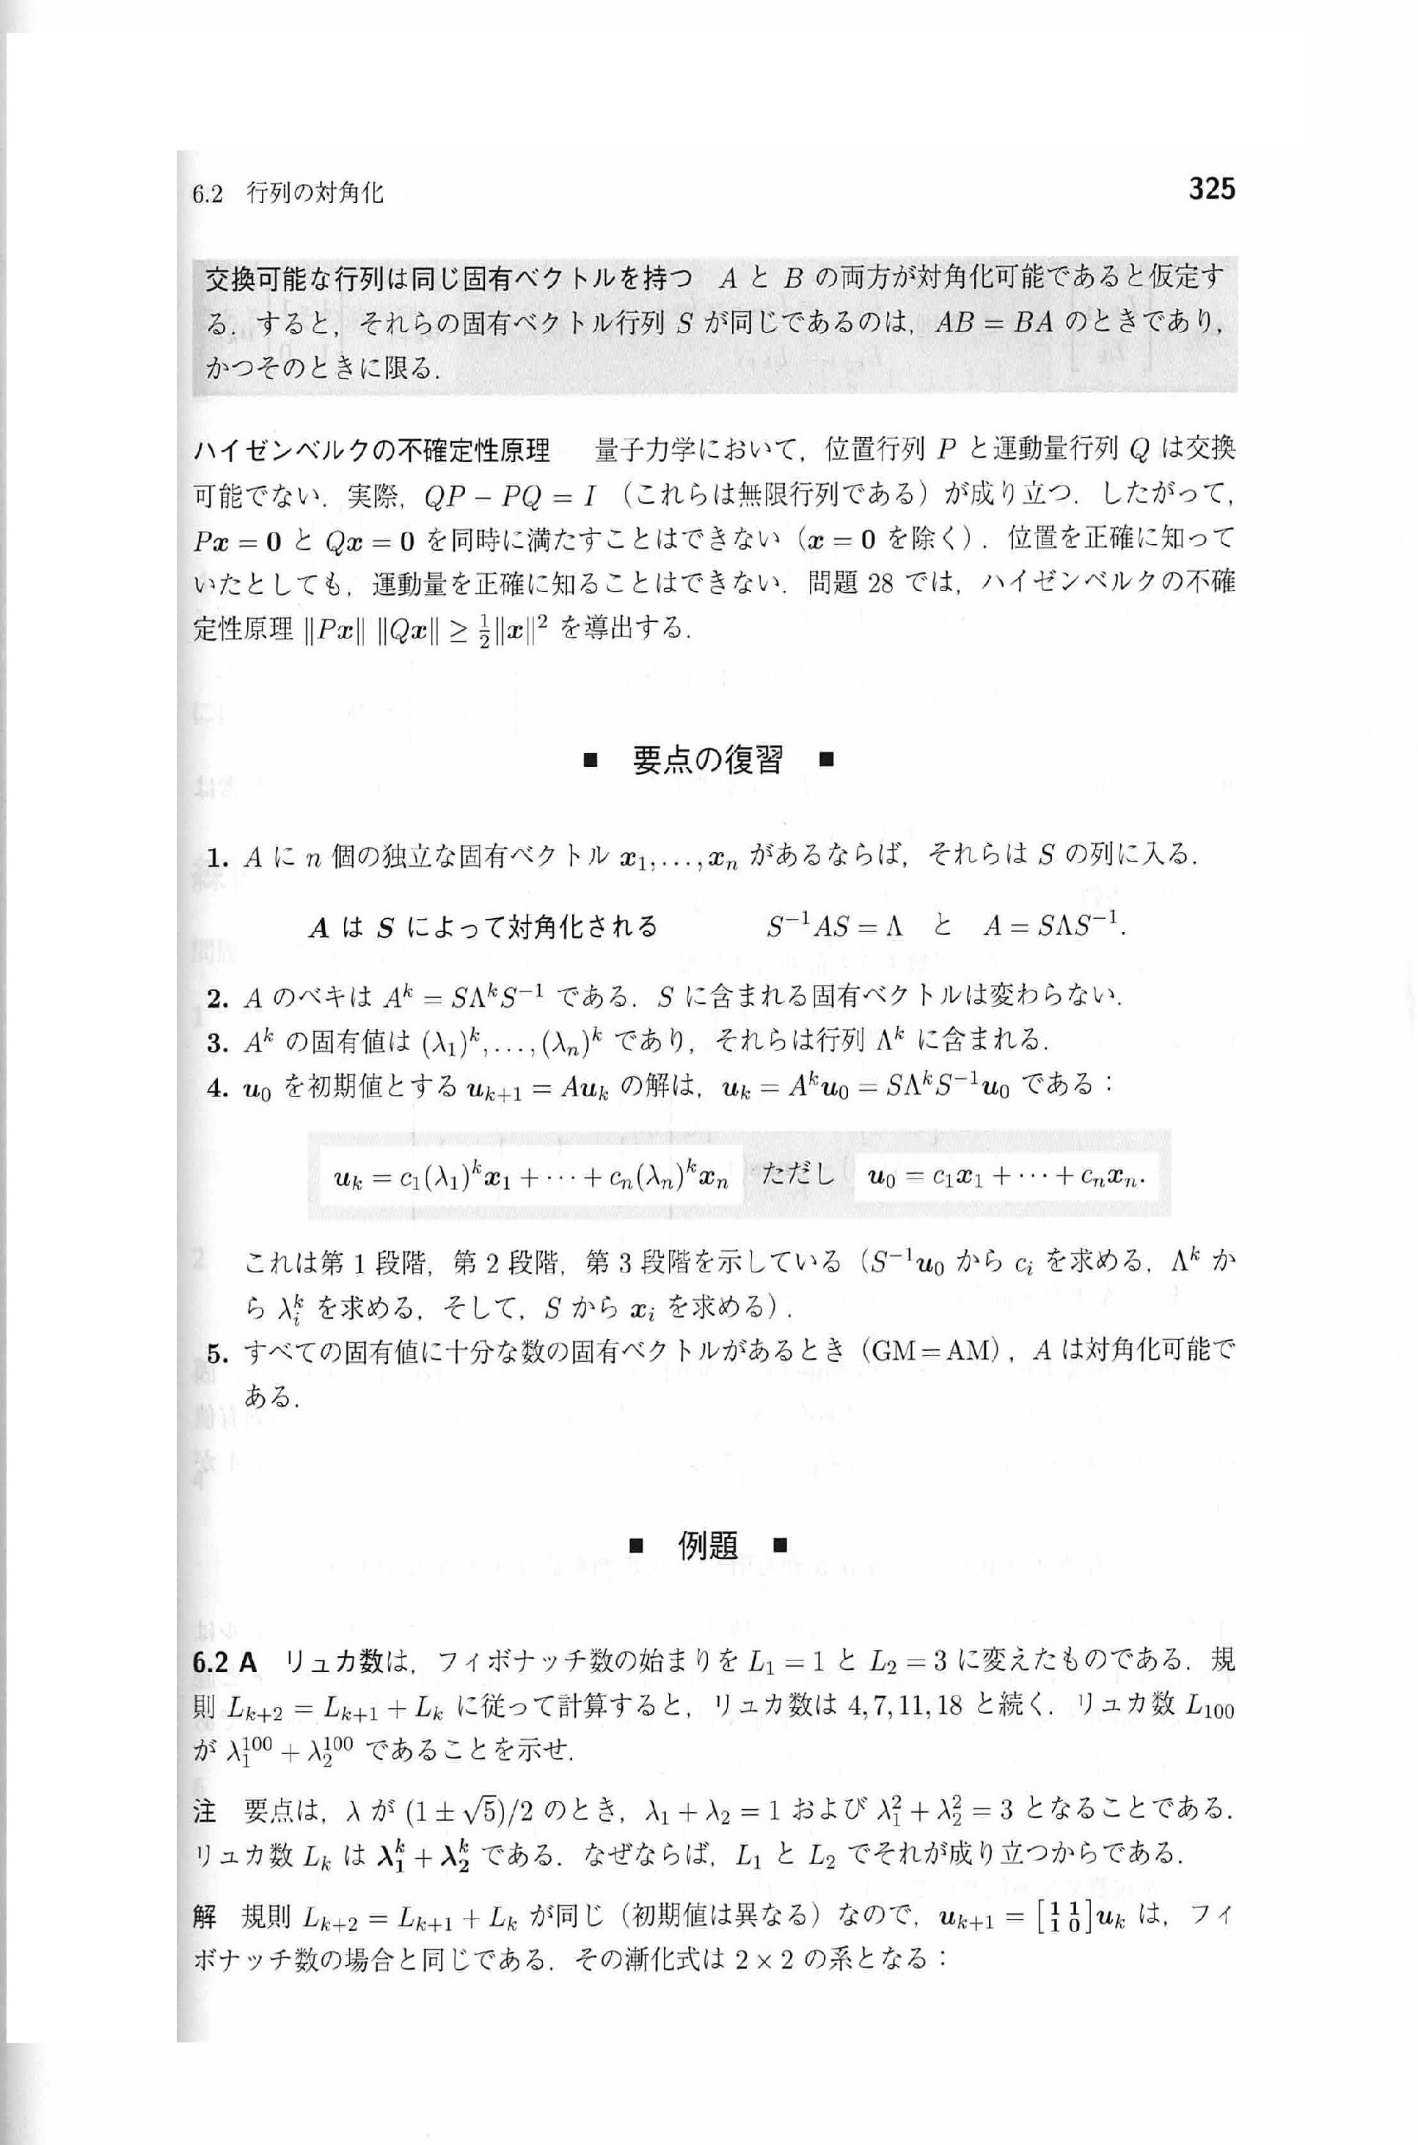 6.2 行列の対角化 325
交換可能な行列は同じ固有ベクトルを持つ A と B の両方が対角化可能であると仮定す
る．すると，それらの固有ベクトル行列 S が同じであるのは，AB = BA のときであり，
かつそのときに限る．
ハイゼンベルクの不確定性原理 量子力学において，位置行列 P と運動量行列 Q は交換
可能でない．実際，QP − PQ = I （これらは無限行列である）が成り立つ．したがって，
Px = 0 と Qx = 0 を同時に満たすことはできない（x = 0 を除く）．位置を正確に知って
いたとしても，運動量を正確に知ることはできない．問題 28 では，ハイゼンベルクの不確
定性原理 ‖Px‖ ‖Qx‖ ≥ ½‖x‖² を導出する．
■ 要点の復習 ■
1. A に n 個の独立な固有ベクトル x₁,...,xₙ があるならば，それらは S の列に入る．
A は S によって対角化される S⁻¹AS = Λ と A = SΛS⁻¹.
2. A のベキは Aᵏ = SΛᵏS⁻¹ である．S に含まれる固有ベクトルは変わらない．
3. Aᵏ の固有値は (λ₁)ᵏ,...,(λₙ)ᵏ であり，それらは行列 Λᵏ に含まれる．
4. u₀ を初期値とする uₖ₊₁ = Auₖ の解は，uₖ = Aᵏu₀ = SΛᵏS⁻¹u₀ である：
uₖ = c₁(λ₁)ᵏx₁ + ··· + cₙ(λₙ)ᵏxₙ ただし u₀ = c₁x₁ + ··· + cₙxₙ.
これは第 1 段階，第 2 段階，第 3 段階を示している（S⁻¹u₀ から cᵢ を求める，Λᵏ か
ら λᵢᵏ を求める，そして，S から xᵢ を求める）．
5. すべての固有値に十分な数の固有ベクトルがあるとき（GM＝AM），A は対角化可能で
ある．
■ 例題 ■
6.2 A リュカ数は，フィボナッチ数の始まりを L₁ = 1 と L₂ = 3 に変えたものである．規
則 Lₖ₊₂ = Lₖ₊₁ + Lₖ に従って計算すると，リュカ数は 4, 7, 11, 18 と続く．リュカ数 L₁₀₀
が λ₁¹⁰⁰ + λ₂¹⁰⁰ であることを示せ．
注 要点は，λ が (1 ± √5)/2 のとき，λ₁ + λ₂ = 1 および λ₁² + λ₂² = 3 となることである．
リュカ数 Lₖ は λ₁ᵏ + λ₂ᵏ である．なぜならば，L₁ と L₂ でそれが成り立つからである．
解 規則 Lₖ₊₂ = Lₖ₊₁ + Lₖ が同じ（初期値は異なる）なので，uₖ₊₁ = [1 1; 1 0]uₖ は，フィ
ボナッチ数の場合と同じである．その漸化式は 2 × 2 の系となる：